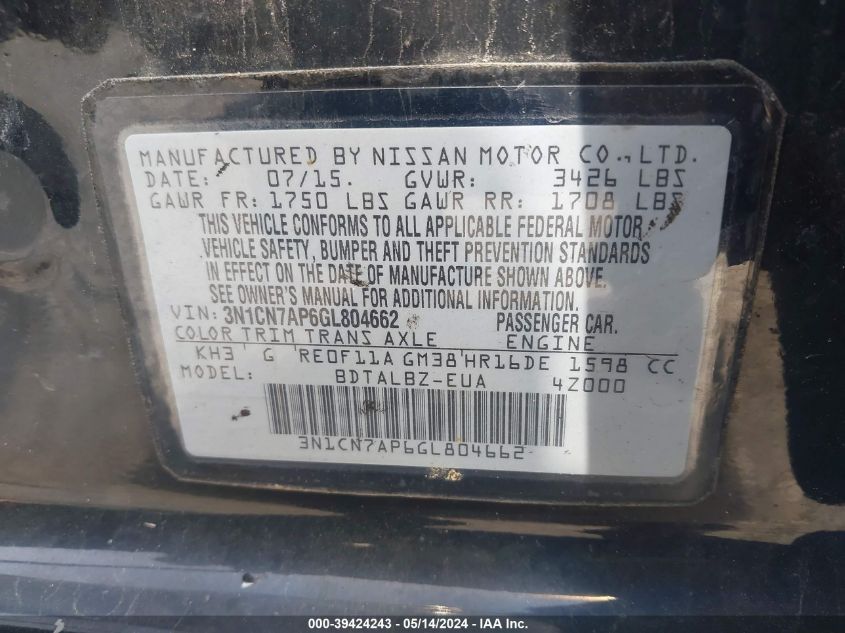 MANUFACTURED BY NISSAN MOTOR CO., LTD.
DATE: 07/15. GVWR: 3426 LBS
GAWR FR: 1750 LBS GAWR RR: 1708 LBS
THIS VEHICLE CONFORMS TO ALL APPLICABLE FEDERAL MOTOR
VEHICLE SAFETY, BUMPER AND THEFT PREVENTION STANDARDS
IN EFFECT ON THE DATE OF MANUFACTURE SHOWN ABOVE.
SEE OWNER'S MANUAL FOR ADDITIONAL INFORMATION
VIN: 3N1CN7AP6GL804662 PASSENGER CAR.
COLOR TRIM TRANS AXLE ENGINE
KH3 G RE0F11A GM38 HR16DE 1598 CC
MODEL: BDTALBZ-EUA 4Z000
3N1CN7AP6GL804662
000-39424243 - 05/14/2024 - IAA Inc.